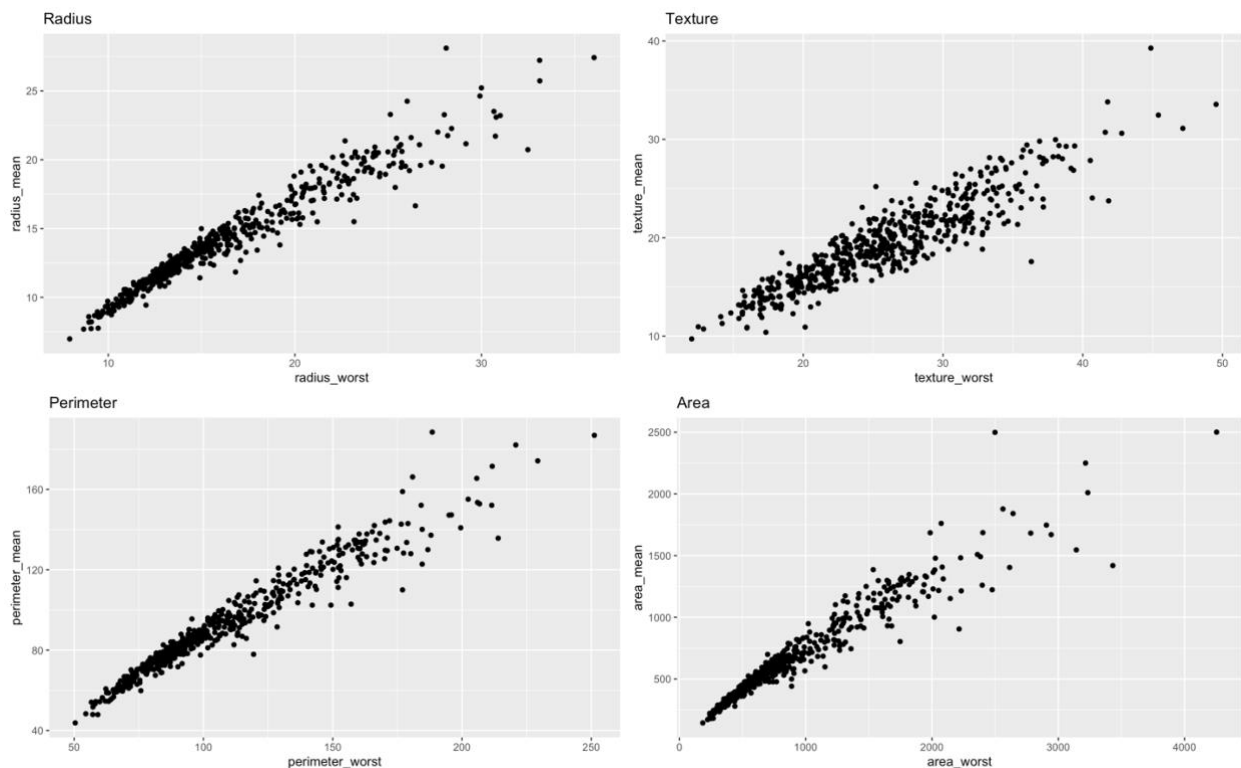 Radius
radius_mean
25
20
15
10
10 20 30
radius_worst
Texture
texture_mean
40
30
20
10
20 30 40 50
texture_worst
Perimeter
perimeter_mean
160
120
80
40
50 100 150 200 250
perimeter_worst
Area
area_mean
2500
2000
1500
1000
500
0 1000 2000 3000 4000
area_worst